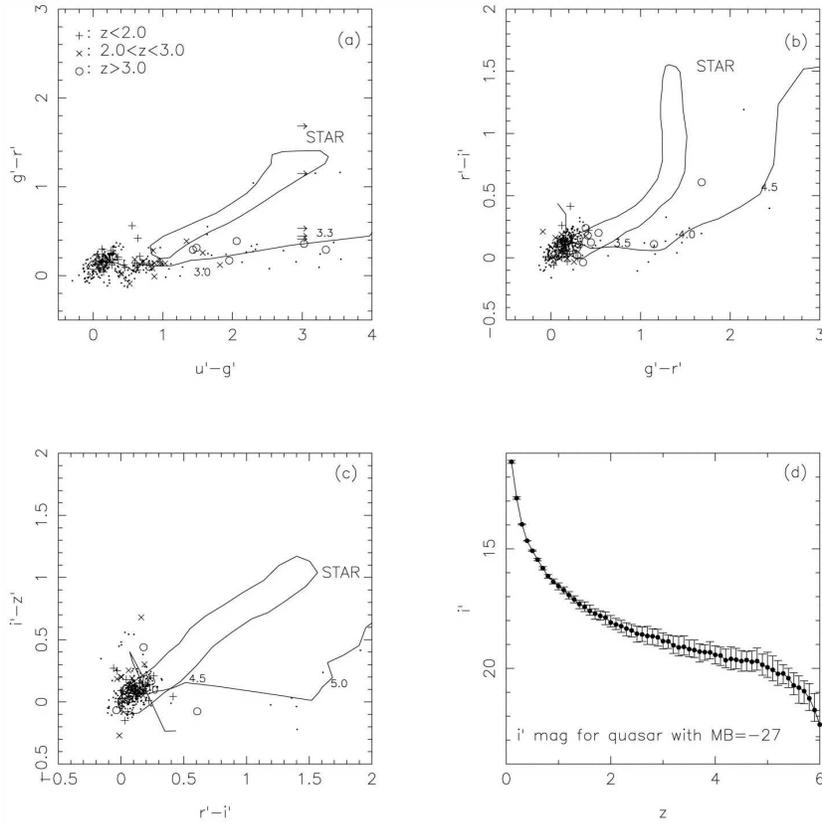 3
2
1
0
g'−r'
+: z<2.0
×: 2.0<z<3.0
○: z>3.0
(a)
STAR
3.3
3.0
0 1 2 3 4
u'−g'
2
1.5
1
0.5
0
−0.5
r'−i'
(b)
STAR
4.5
4.0
3.5
0 1 2 3
g'−r'
2
1.5
1
0.5
0
−0.5
i'−z'
(c)
STAR
4.5
5.0
−0.5 0 0.5 1 1.5 2
r'−i'
15
20
i'
(d)
i' mag for quasar with MB=−27
0 2 4 6
z